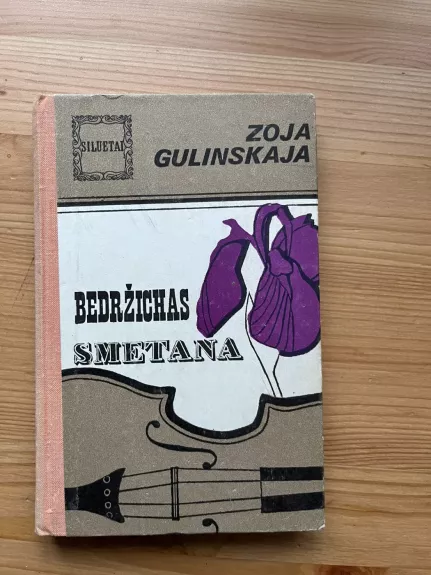 SILUETAI
ZOJA
GULINSKAJA
BEDRŽICHAS
SMETANA